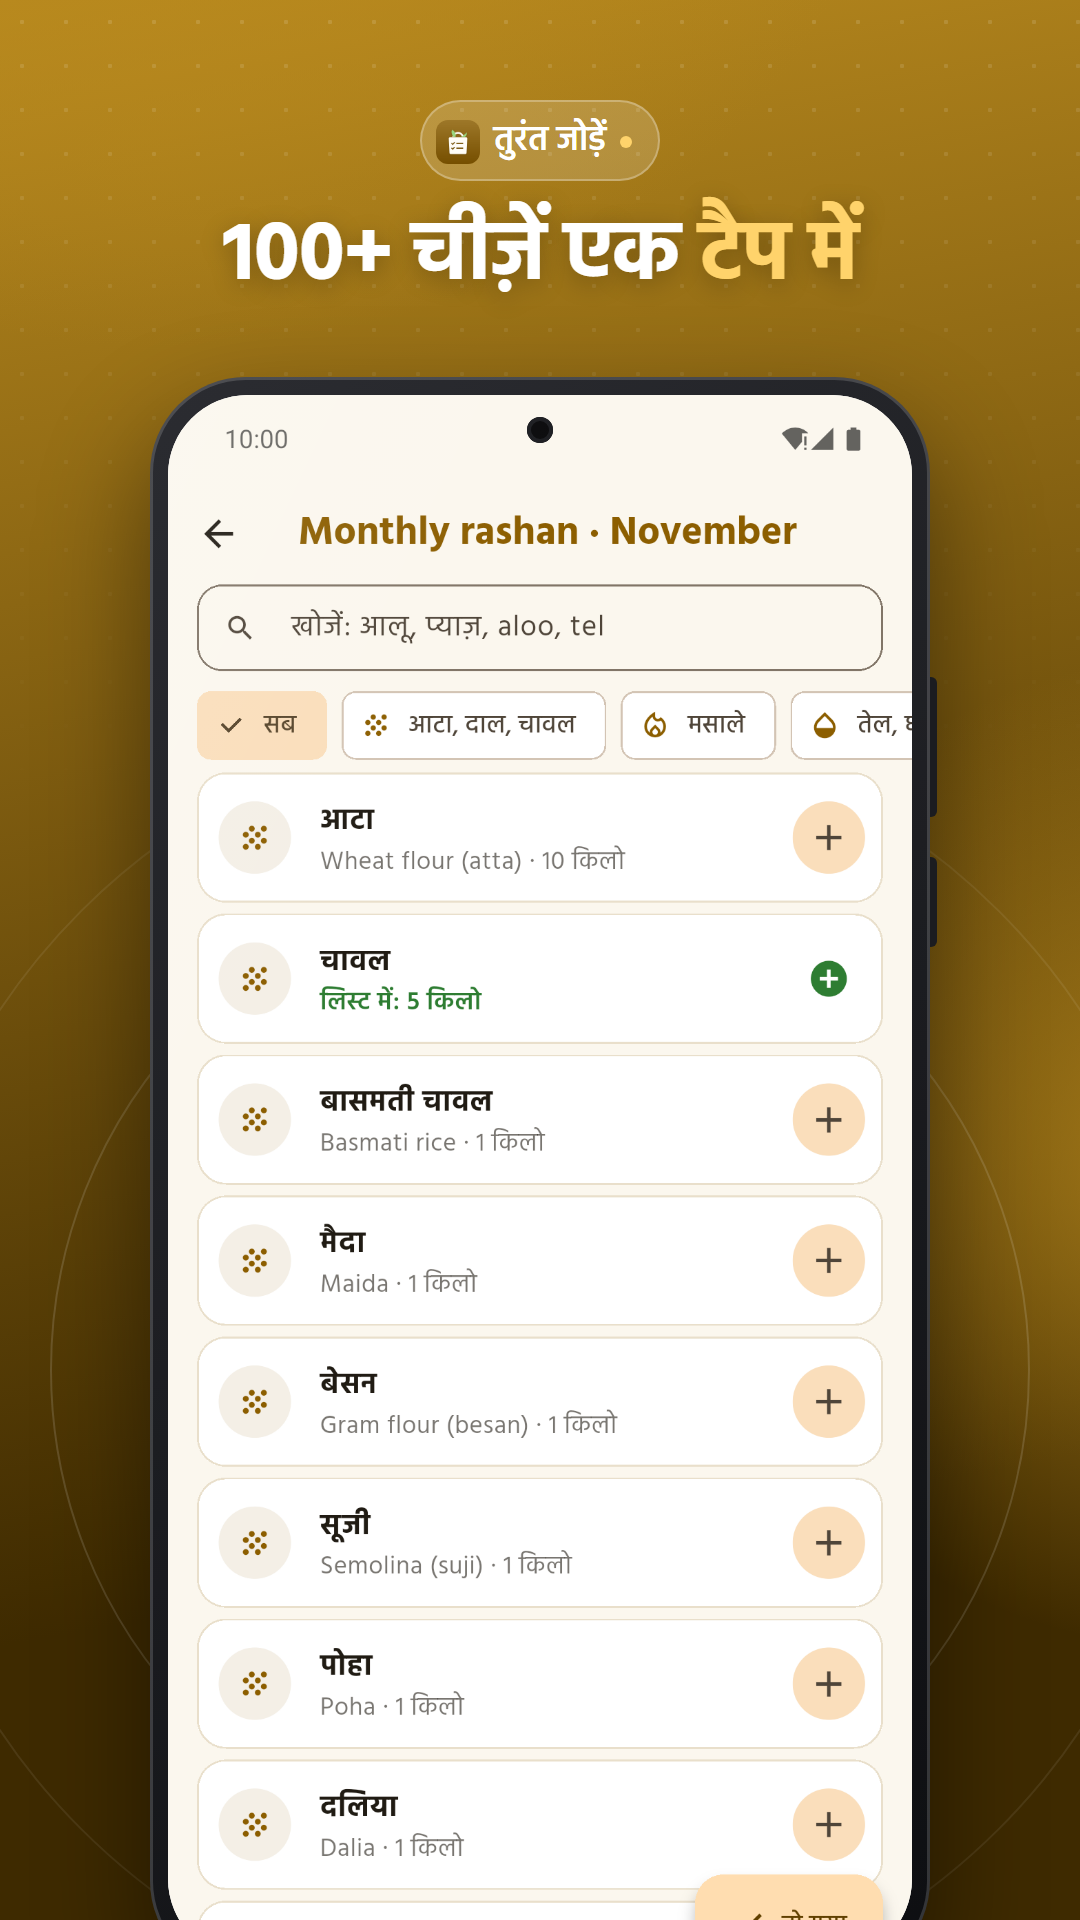 तुरंत जोड़ें
100+ चीज़ें एक टैप में
10:00
Monthly rashan · November
खोजें: आलू, प्याज़, aloo, tel
सब
आटा, दाल, चावल
मसाले
तेल,
आटा
Wheat flour (atta) · 10 किलो
चावल
लिस्ट में: 5 किलो
बासमती चावल
Basmati rice · 1 किलो
मैदा
Maida · 1 किलो
बेसन
Gram flour (besan) · 1 किलो
सूजी
Semolina (suji) · 1 किलो
पोहा
Poha · 1 किलो
दलिया
Dalia · 1 किलो